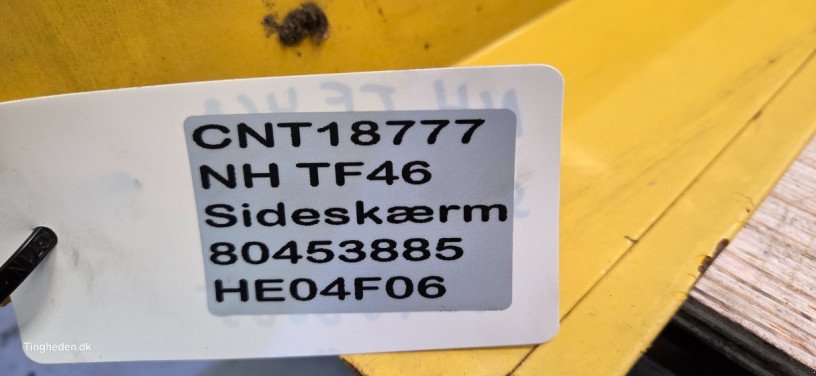 CNT18777
NH TF46
Sideskærm
80453885
HE04F06
Tingheden.dk